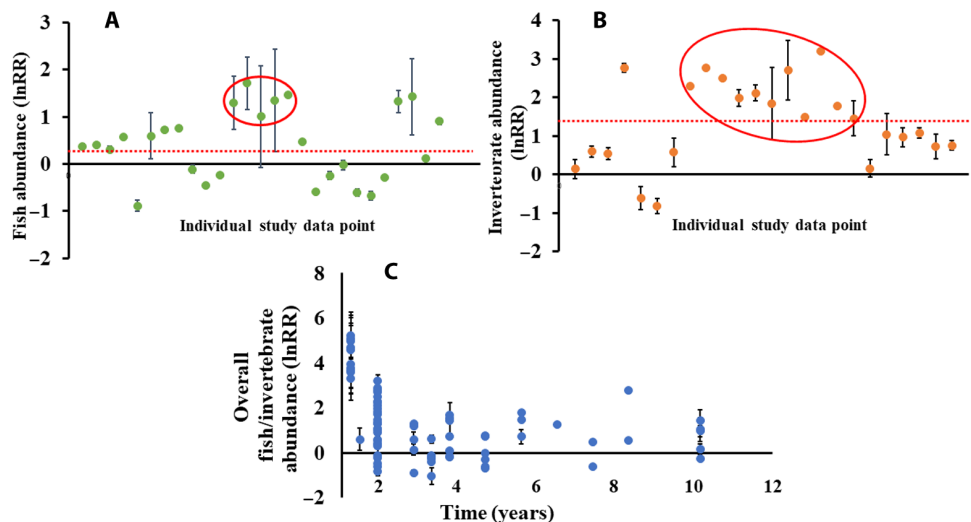 A
Fish abundance (lnRR)
3
2
1
0
−1
−2
Individual study data point
B
Invertebrate abundance
(lnRR)
4
3
2
1
0
−1
−2
Individual study data point
C
Overall
fish/invertebrate
abundance (lnRR)
8
6
4
2
0
−2
2 4 6 8 10 12
Time (years)